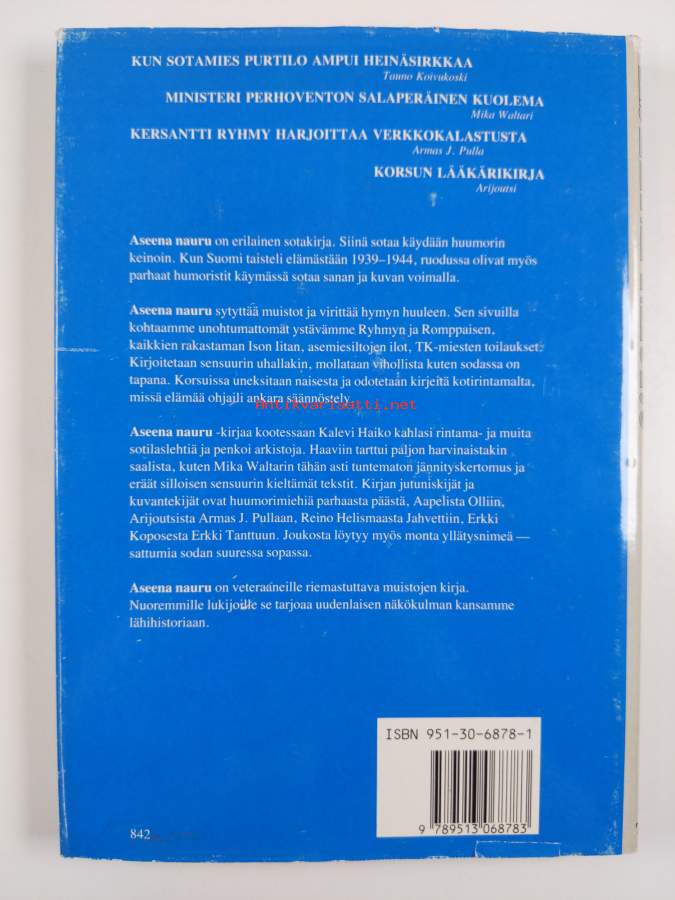 KUN SOTAMIES PURTILO AMPUI HEINÄSIRKKAA
Tauno Koivukoski
MINISTERI PERHOVENTON SALAPERÄINEN KUOLEMA
Mika Waltari
KERSANTTI RYHMY HARJOITTAA VERKKOKALASTUSTA
Armas J. Pulla
KORSUN LÄÄKÄRIKIRJA
Arijoutsi
Aseena nauru on erilainen sotakirja. Siinä sotaa käydään huumorin
keinoin. Kun Suomi taisteli elämästään 1939–1944, ruodussa olivat myös
parhaat humoristit käymässä sotaa sanan ja kuvan voimalla.
Aseena nauru sytyttää muistot ja virittää hymyn huuleen. Sen sivuilla
kohtaamme unohtumattomat ystävämme Ryhmyn ja Romppaisen,
kaikkien rakastaman Ison Iitan, asemiesiltojen ilot, TK-miesten toilaukset.
Kirjoitetaan sensuurin uhallakin, mollataan vihollista kuten sodassa on
tapana. Korsuissa uneksitaan naisesta ja odotetaan kirjeitä kotirintamalta,
missä elämää ohjaili ankara säännöstely.
Antikvariaatti.net
Aseena nauru -kirjaa kootessaan Kalevi Haiko kahlasi rintama- ja muita
sotilaslehtiä ja penkoi arkistoja. Haaviin tarttui paljon harvinaistakin
saalista, kuten Mika Waltarin tähän asti tuntematon jännityskertomus ja
eräät silloisen sensuurin kieltämät tekstit. Kirjan jutuniskijät ja
kuvantekijät ovat huumorimiehiä parhaasta päästä, Aapelista Olliin,
Arijoutsista Armas J. Pullaan, Reino Helismaasta Jahvettiin, Erkki
Koposesta Erkki Tanttuun. Joukosta löytyy myös monta yllätysnimeä —
sattumia sodan suuressa sopassa.
Aseena nauru on veteraaneille riemastuttava muistojen kirja.
Nuoremmille lukijoille se tarjoaa uudenlaisen näkökulman kansamme
lähihistoriaan.
ISBN 951-30-6878-1
9 789513 068783
842